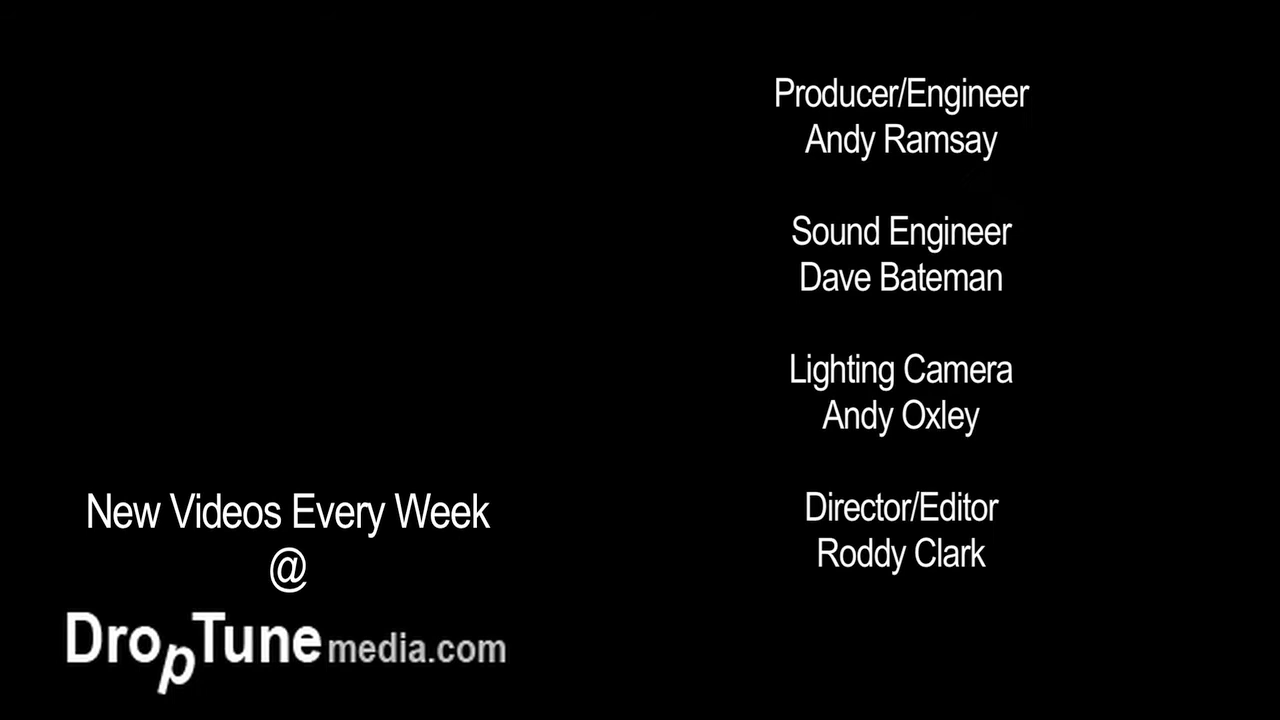 Producer/Engineer
Andy Ramsay
Sound Engineer
Dave Bateman
Lighting Camera
Andy Oxley
Director/Editor
Roddy Clark
New Videos Every Week
@
DropTunemedia.com